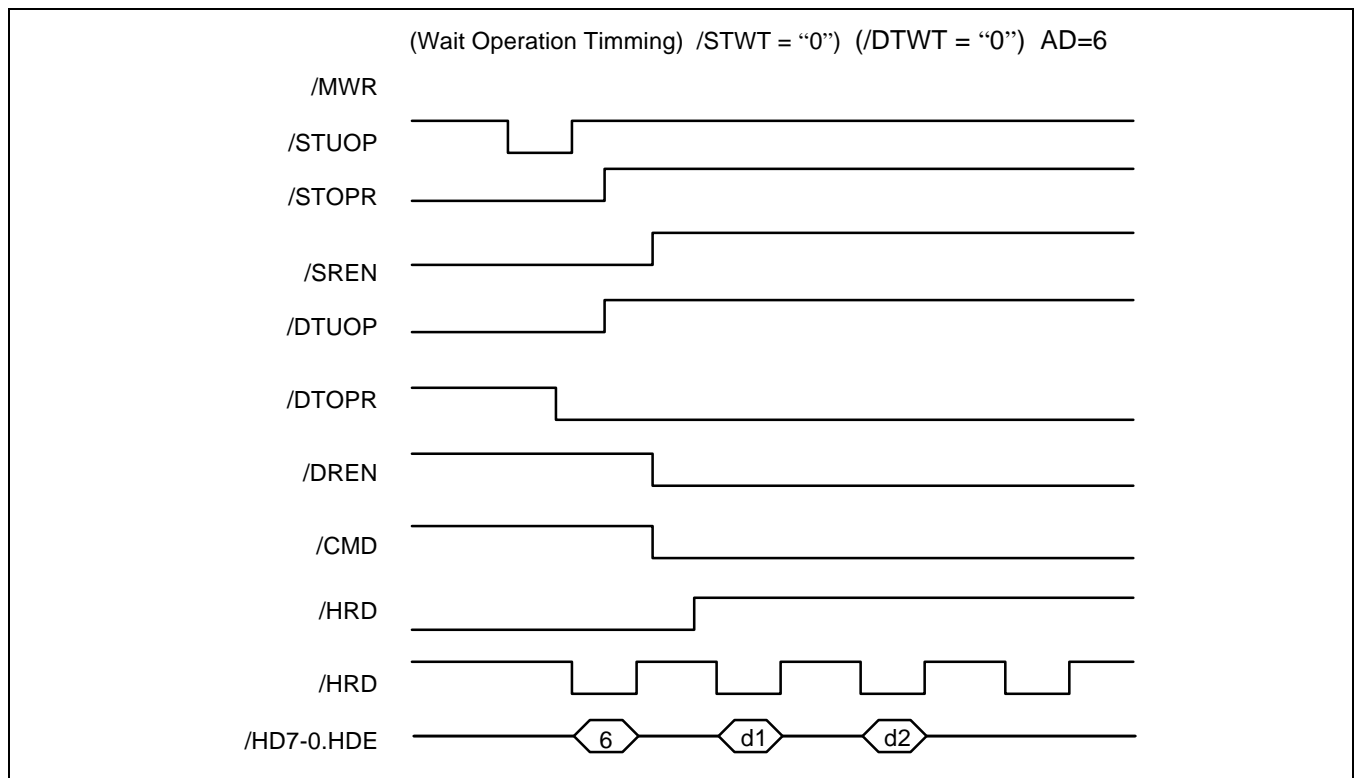 (Wait Operation Timming) /STWT = “0”) (/DTWT = “0”) AD=6
/MWR
/STUOP
/STOPR
/SREN
/DTUOP
/DTOPR
/DREN
/CMD
/HRD
/HRD
/HD7-0.HDE 6 d1 d2